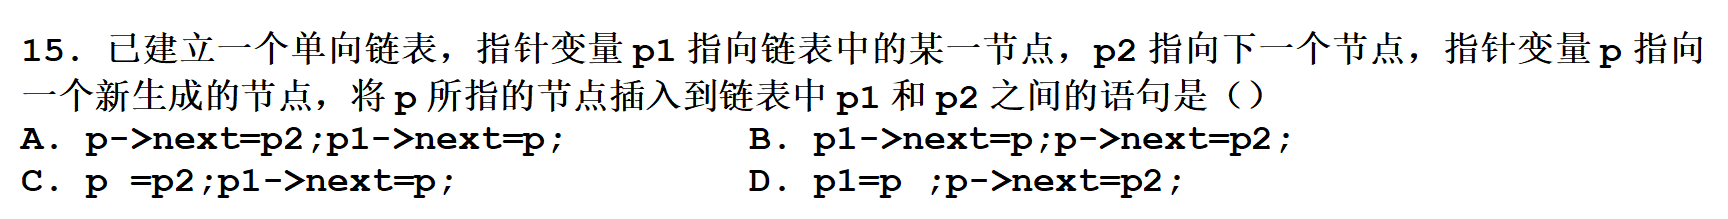 15. 已建立一个单向链表，指针变量 p1 指向链表中的某一节点，p2 指向下一个节点，指针变量 p 指向
一个新生成的节点，将 p 所指的节点插入到链表中 p1 和 p2 之间的语句是（）
A. p->next=p2;p1->next=p; B. p1->next=p;p->next=p2;
C. p =p2;p1->next=p; D. p1=p ;p->next=p2;